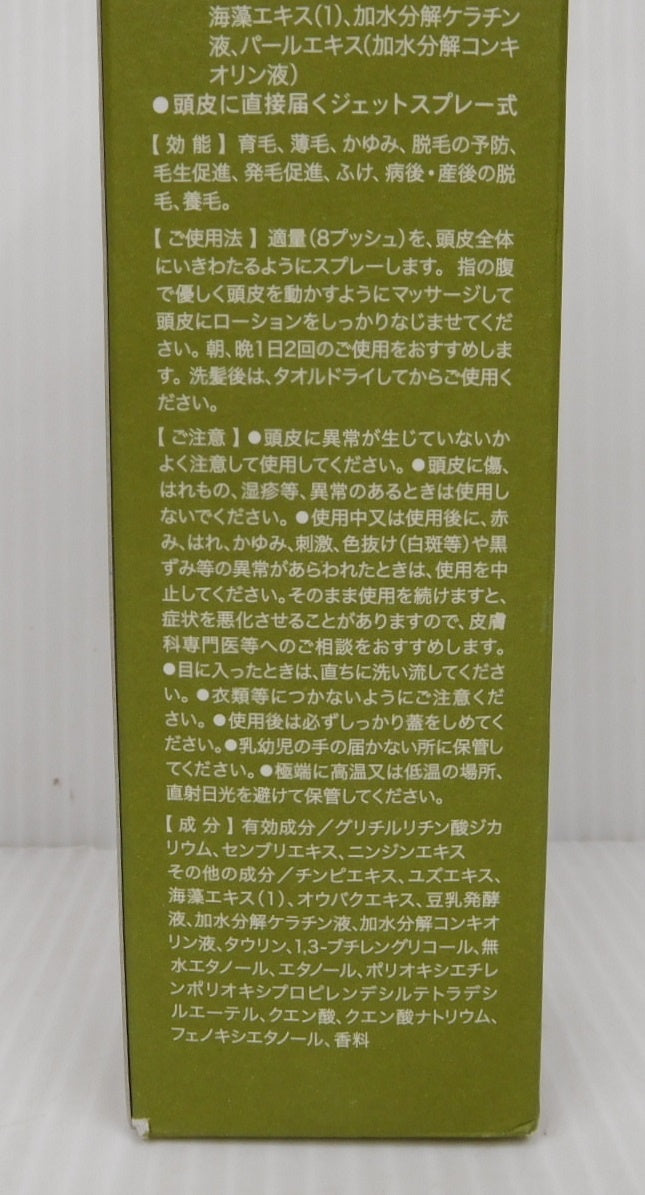 海藻エキス(1)、加水分解ケラチン
液、パールエキス(加水分解コンキ
オリン液)
●頭皮に直接届くジェットスプレー式
【効能】育毛、薄毛、かゆみ、脱毛の予防、
毛生促進、発毛促進、ふけ、病後・産後の脱
毛、養毛。
【ご使用法】適量(8プッシュ)を、頭皮全体
にいきわたるようにスプレーします。指の腹
で優しく頭皮を動かすようにマッサージして
頭皮にローションをしっかりなじませてくだ
さい。朝、晩1日2回のご使用をおすすめしま
す。洗髪後は、タオルドライしてからご使用く
ださい。
【ご注意】●頭皮に異常が生じていないか
よく注意して使用してください。●頭皮に傷、
はれもの、湿疹等、異常のあるときは使用し
ないでください。●使用中又は使用後に、赤
み、はれ、かゆみ、刺激、色抜け(白斑等)や黒
ずみ等の異常があらわれたときは、使用を中
止してください。そのまま使用を続けますと、
症状を悪化させることがありますので、皮膚
科専門医等へのご相談をおすすめします。
●目に入ったときは、直ちに洗い流してくださ
い。●衣類等につかないようにご注意くだ
さい。●使用後は必ずしっかり蓋をしめてく
ださい。●乳幼児の手の届かない所に保管し
てください。●極端に高温又は低温の場所、
直射日光を避けて保管してください。
【成分】有効成分/グリチルリチン酸ジカ
リウム、センブリエキス、ニンジンエキス
その他の成分/チンピエキス、ユズエキス、
海藻エキス(1)、オウバクエキス、豆乳発酵
液、加水分解ケラチン液、加水分解コンキオ
リン液、タウリン、1,3-ブチレングリコール、無
水エタノール、エタノール、ポリオキシエチレ
ンポリオキシプロピレンデシルテトラデシ
ルエーテル、クエン酸、クエン酸ナトリウム、
フェノキシエタノール、香料